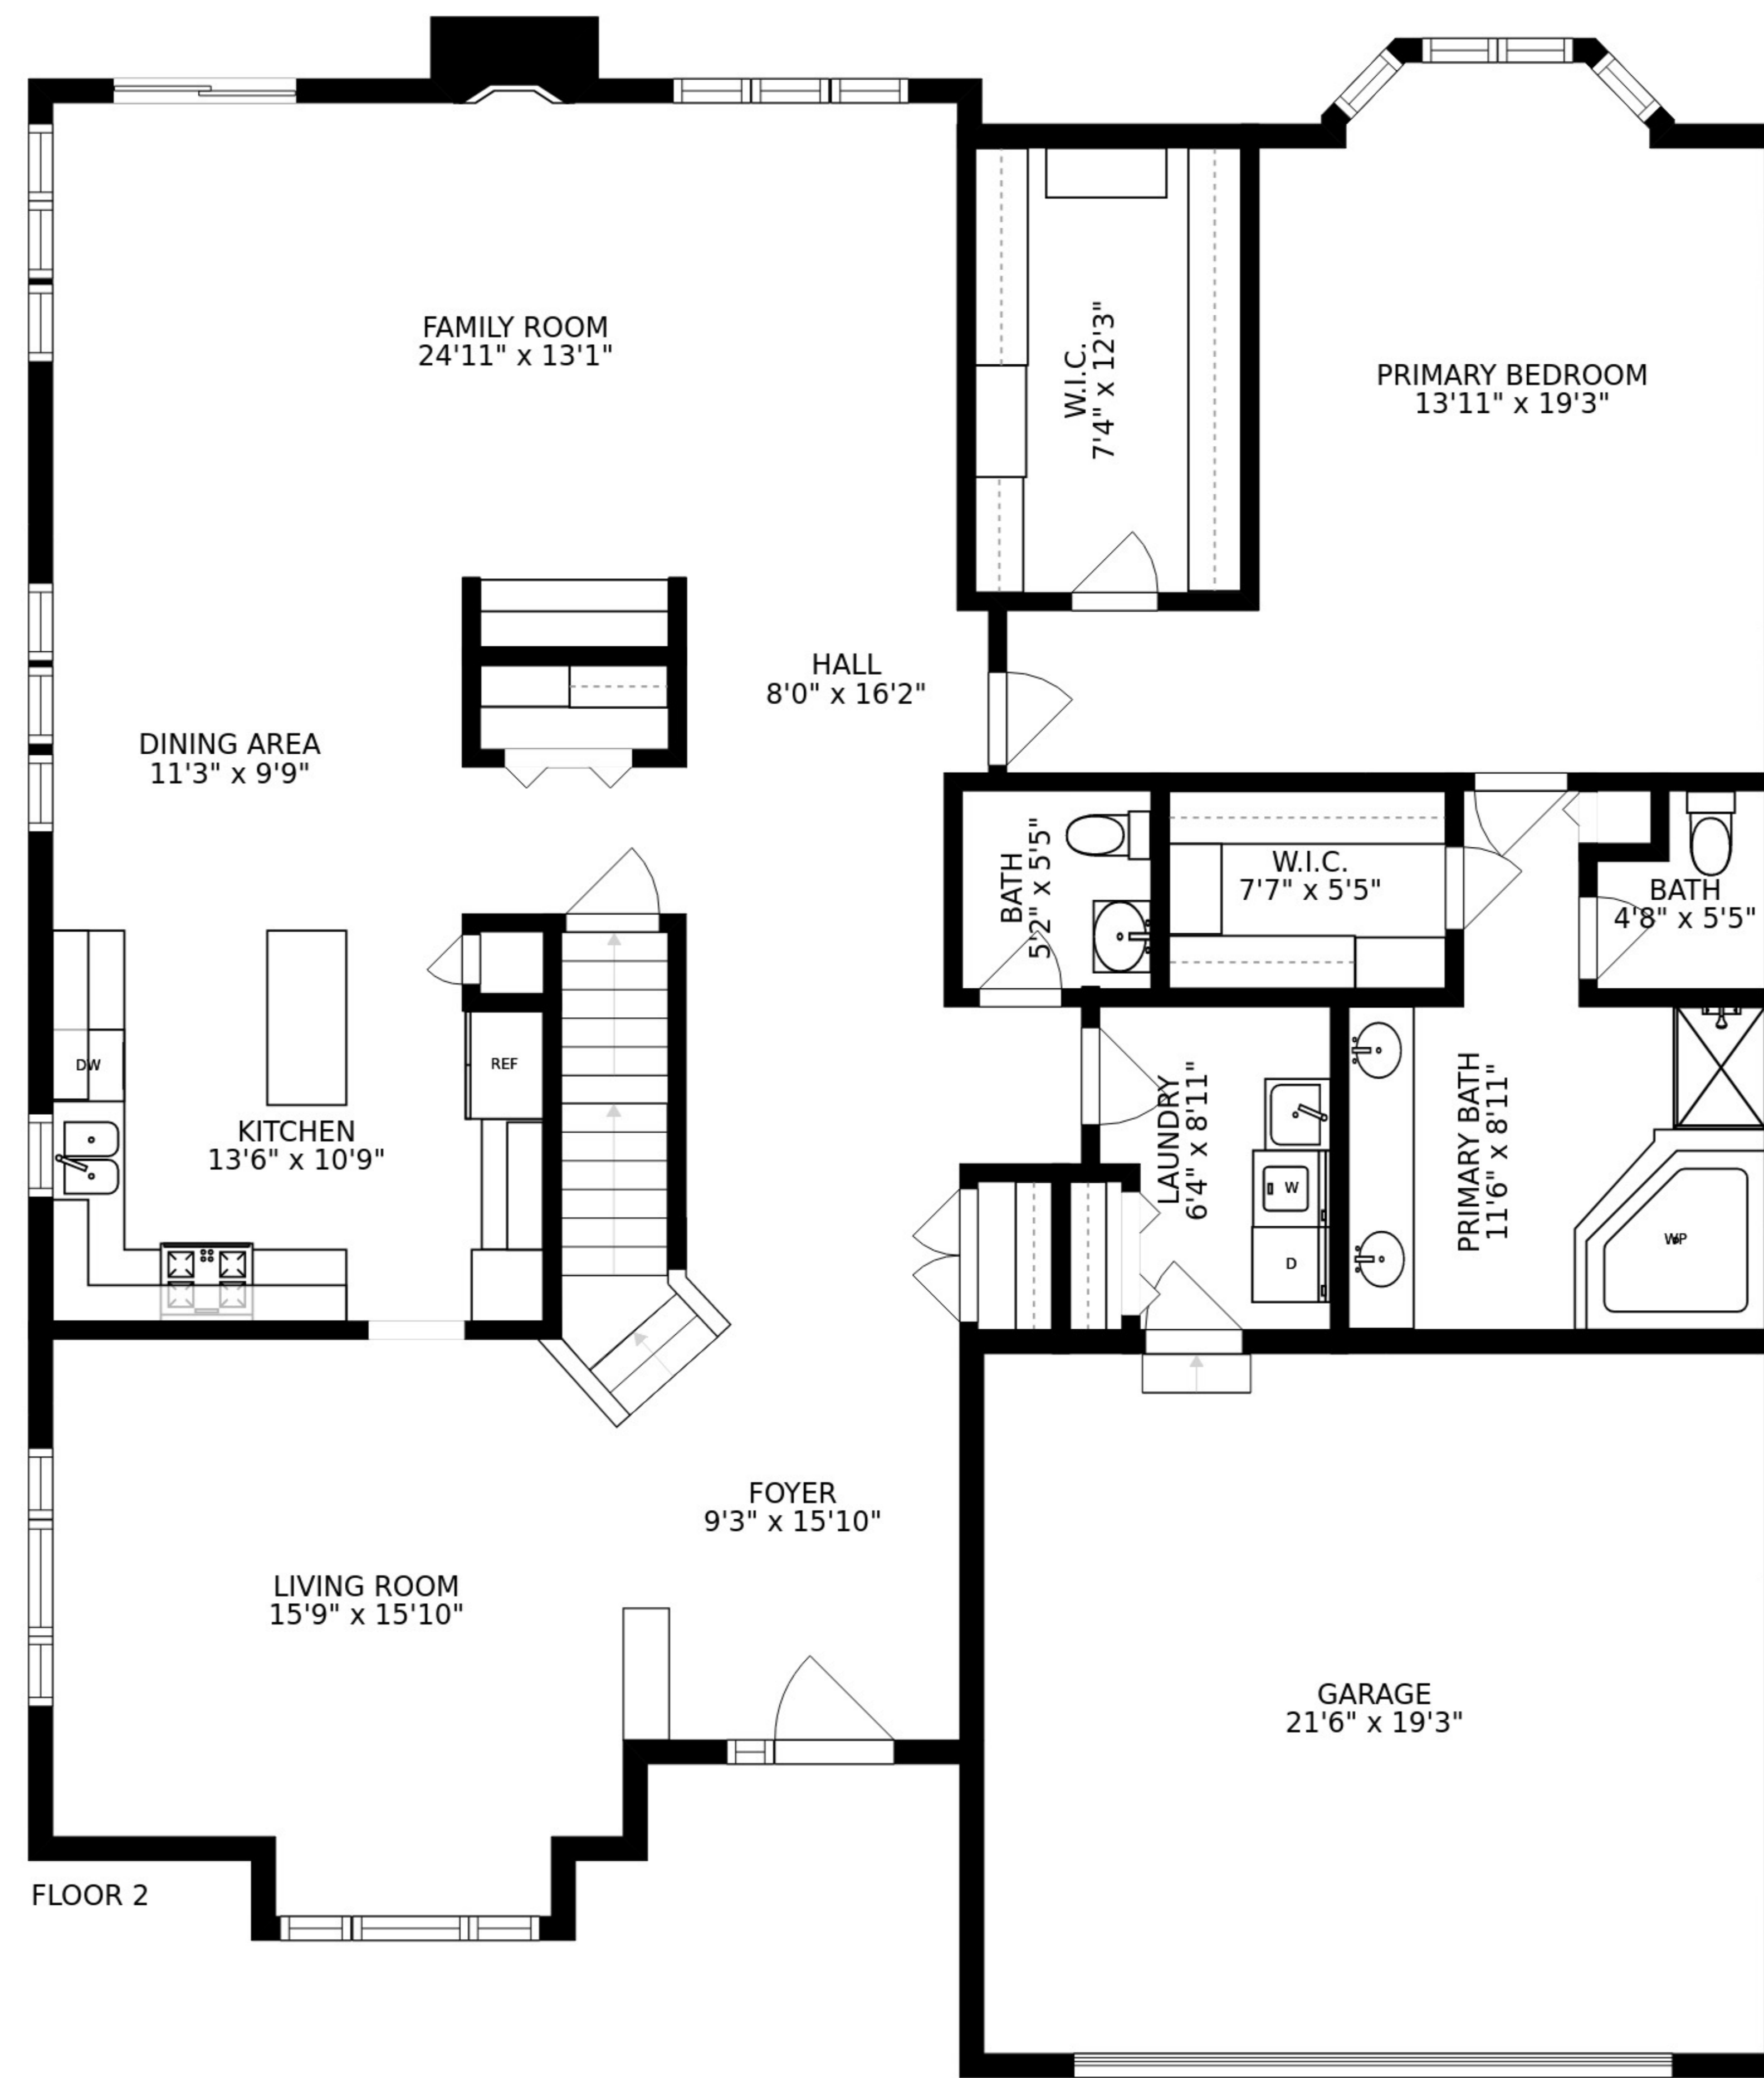 FAMILY ROOM
24'11" x 13'1"
W.I.C.
7'4" x 12'3"
PRIMARY BEDROOM
13'11" x 19'3"
HALL
8'0" x 16'2"
DINING AREA
11'3" x 9'9"
BATH
5'2" x 5'5"
W.I.C.
7'7" x 5'5"
BATH
4'8" x 5'5"
DW
REF
KITCHEN
13'6" x 10'9"
LAUNDRY
6'4" x 8'11"
W
D
PRIMARY BATH
11'6" x 8'11"
WP
FOYER
9'3" x 15'10"
LIVING ROOM
15'9" x 15'10"
GARAGE
21'6" x 19'3"
FLOOR 2